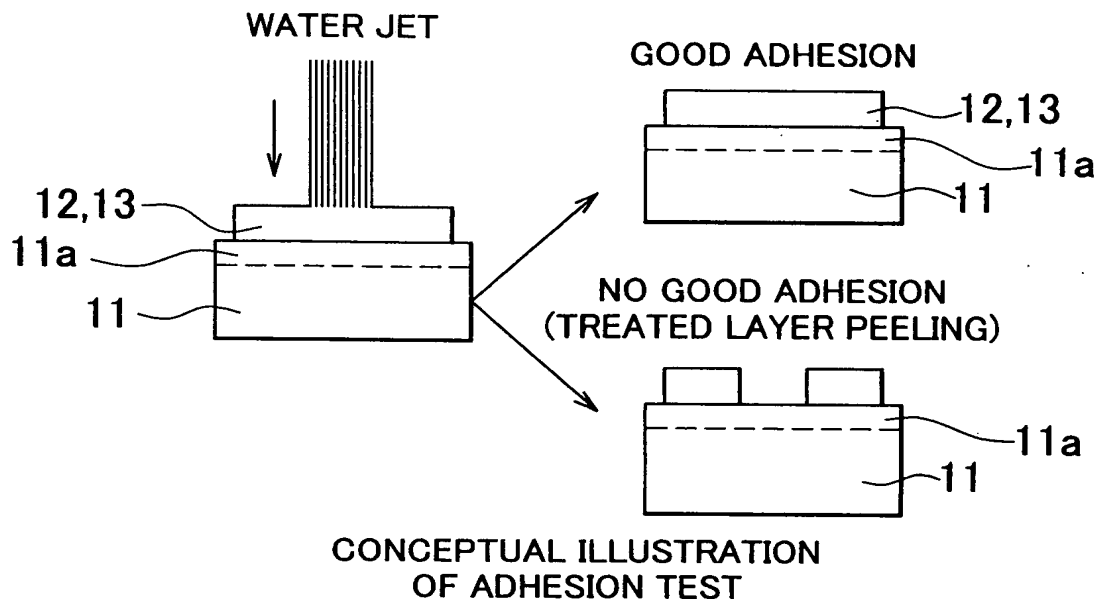 WATER JET
12,13
11a
11
GOOD ADHESION
12,13
11a
11
NO GOOD ADHESION
(TREATED LAYER PEELING)
11a
11
CONCEPTUAL ILLUSTRATION
OF ADHESION TEST